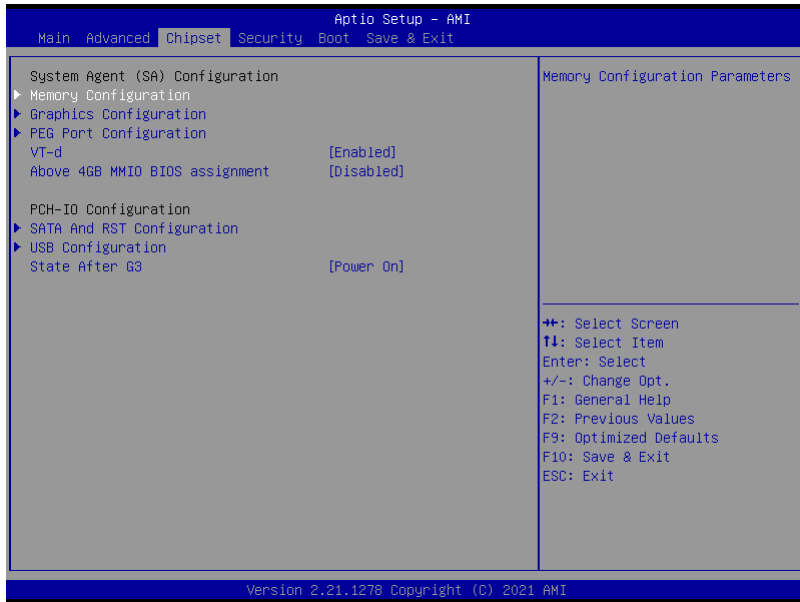 Aptio Setup – AMI
Main Advanced Chipset Security Boot Save & Exit
System Agent (SA) Configuration
▶ Memory Configuration
▶ Graphics Configuration
▶ PEG Port Configuration
VT-d [Enabled]
Above 4GB MMIO BIOS assignment [Disabled]
PCH-IO Configuration
▶ SATA And RST Configuration
▶ USB Configuration
State After G3 [Power On]
Memory Configuration Parameters
→←: Select Screen
↑↓: Select Item
Enter: Select
+/-: Change Opt.
F1: General Help
F2: Previous Values
F9: Optimized Defaults
F10: Save & Exit
ESC: Exit
Version 2.21.1278 Copyright (C) 2021 AMI